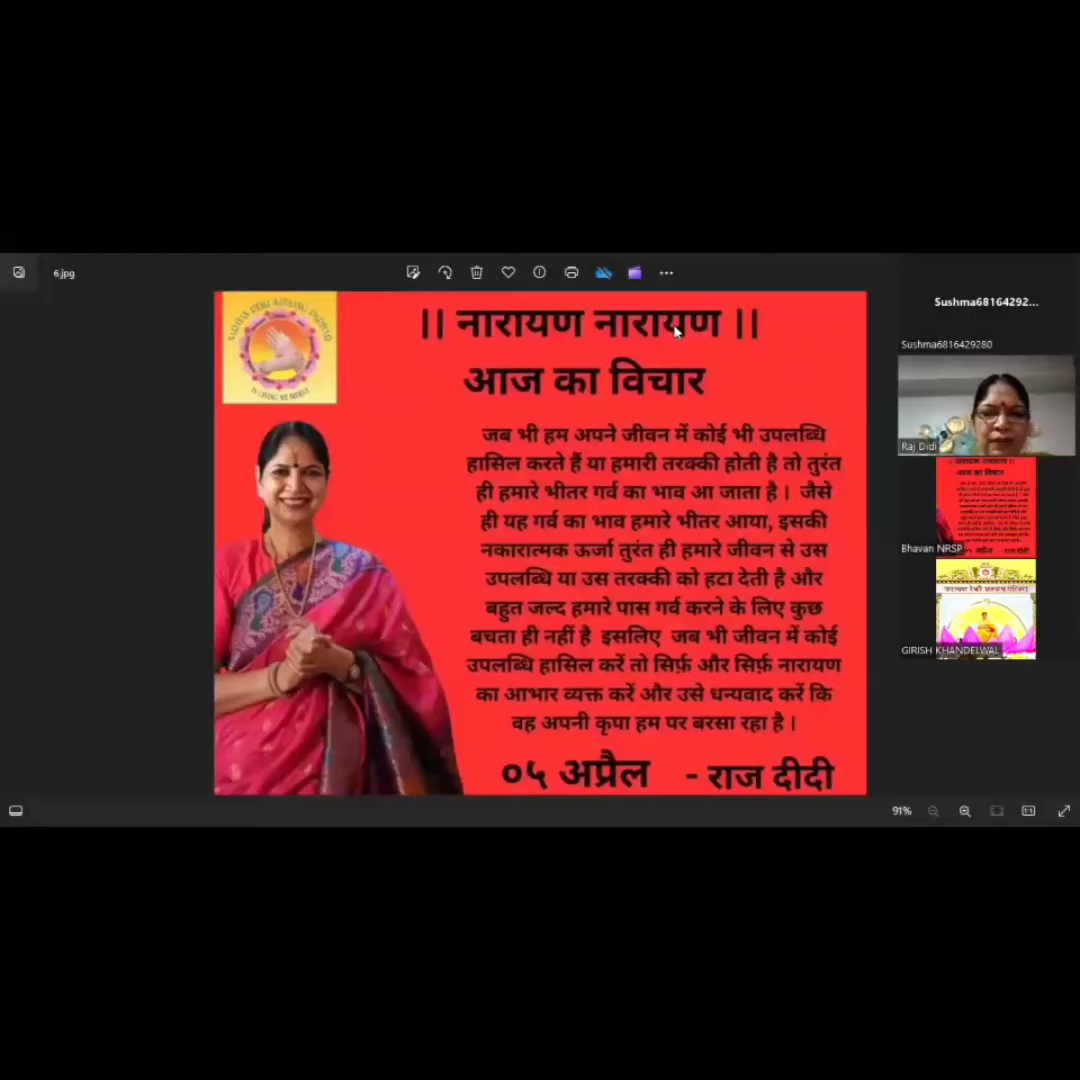 6.jpg
|| नारायण नारायण ||
आज का विचार
जब भी हम अपने जीवन में कोई भी उपलब्धि
हासिल करते हैं या हमारी तरक्की होती है तो तुरंत
ही हमारे भीतर गर्व का भाव आ जाता है। जैसे
ही यह गर्व का भाव हमारे भीतर आया, इसकी
नकारात्मक ऊर्जा तुरंत ही हमारे जीवन से उस
उपलब्धि या उस तरक्की को हटा देती है और
बहुत जल्द हमारे पास गर्व करने के लिए कुछ
बचता ही नहीं है इसलिए जब भी जीवन में कोई
उपलब्धि हासिल करें तो सिर्फ़ और सिर्फ़ नारायण
का आभार व्यक्त करें और उसे धन्यवाद करें कि
वह अपनी कृपा हम पर बरसा रहा है।
०५ अप्रैल - राज दीदी
Sushma68164292...
Sushma6816429280
Raj Didi
Bhavan NRSP
GIRISH KHANDELWAL
91%